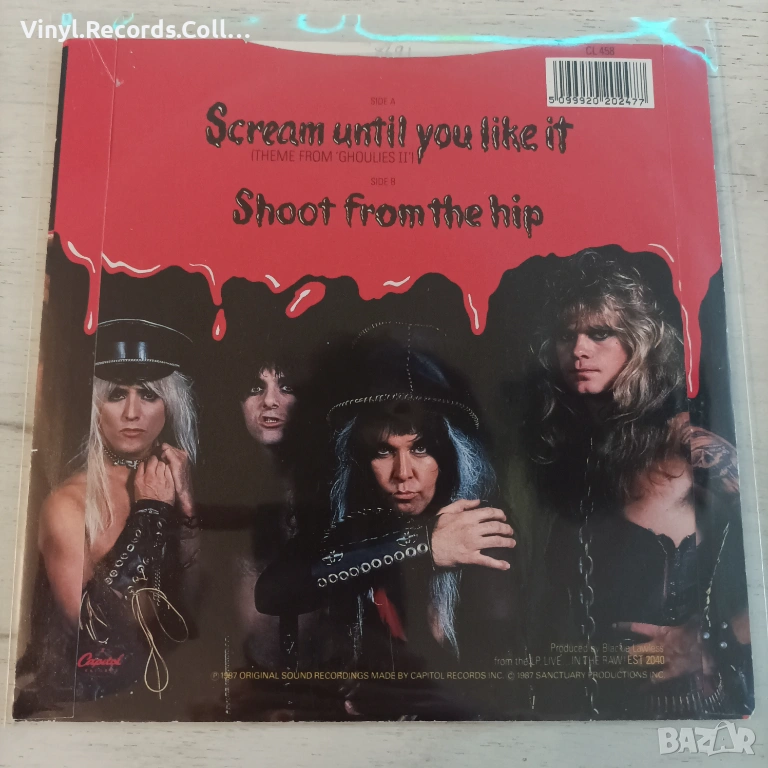 Vinyl.Records.Coll...
CL 458
5 099920 202477
SIDE A
Scream until you like it
(THEME FROM 'GHOULIES II')
SIDE B
Shoot from the hip
Produced by Blackie Lawless
from the LP LIVE... IN THE RAW EST 2040
Capitol
℗ 1987 ORIGINAL SOUND RECORDINGS MADE BY CAPITOL RECORDS INC. © 1987 SANCTUARY PRODUCTIONS INC.
BAZAR